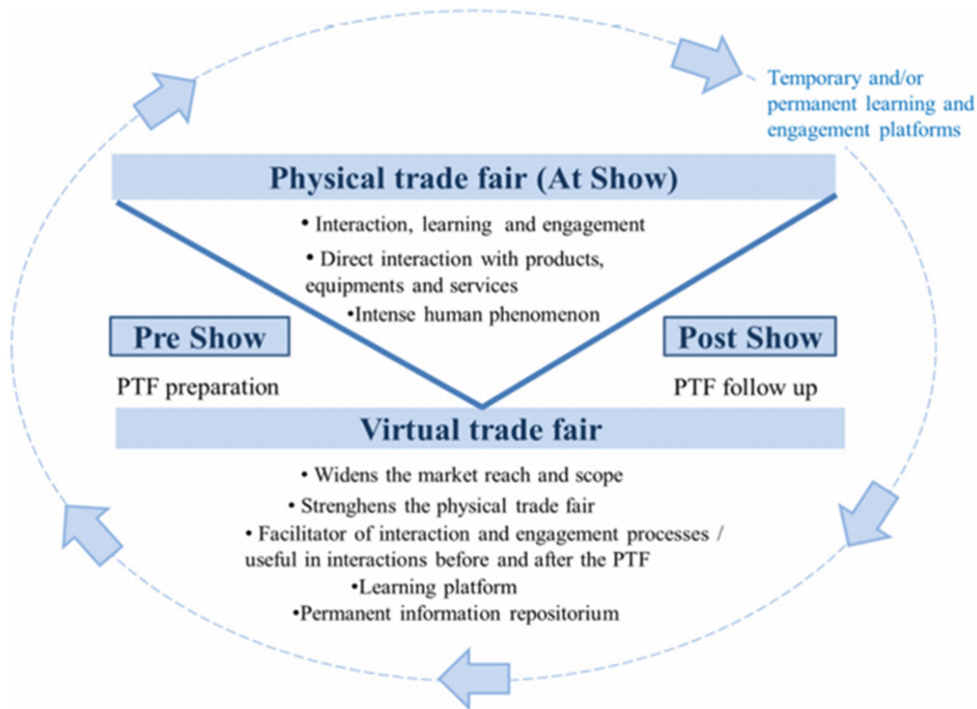 Temporary and/or
permanent learning and
engagement platforms
Physical trade fair (At Show)
• Interaction, learning and engagement
• Direct interaction with products,
equipments and services
•Intense human phenomenon
Pre Show
Post Show
PTF preparation
PTF follow up
Virtual trade fair
• Widens the market reach and scope
• Strenghens the physical trade fair
• Facilitator of interaction and engagement processes /
useful in interactions before and after the PTF
•Learning platform
•Permanent information repositorium